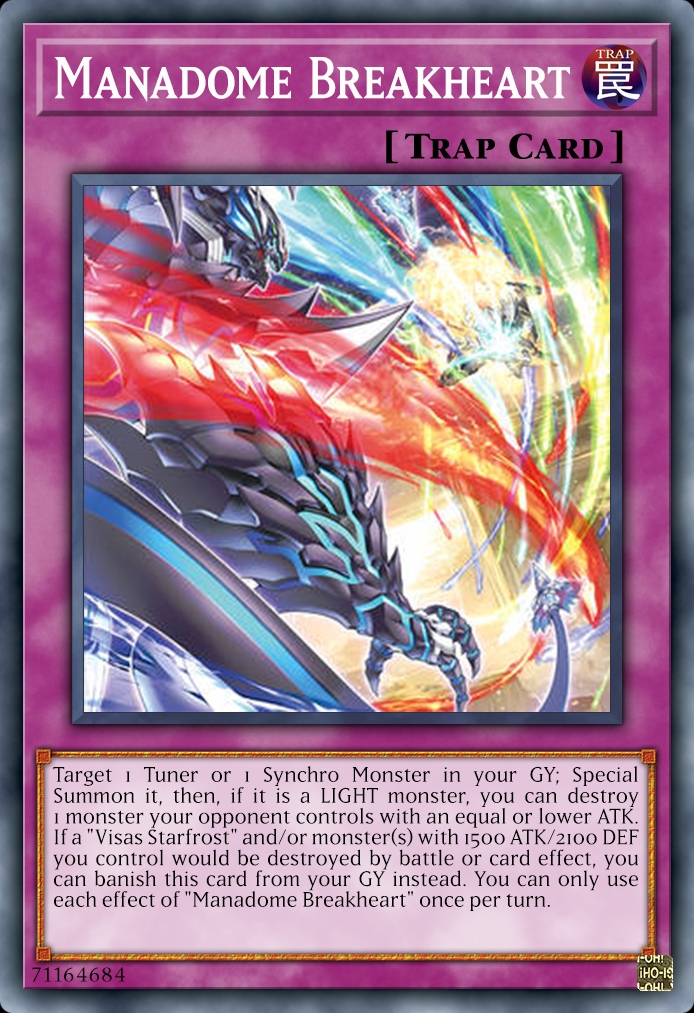 MANADOME BREAKHEART
TRAP
罠
[TRAP CARD]
Target 1 Tuner or 1 Synchro Monster in your GY; Special
Summon it, then, if it is a LIGHT monster, you can destroy
1 monster your opponent controls with an equal or lower ATK.
If a "Visas Starfrost" and/or monster(s) with 1500 ATK/2100 DEF
you control would be destroyed by battle or card effect, you
can banish this card from your GY instead. You can only use
each effect of "Manadome Breakheart" once per turn.
71164684